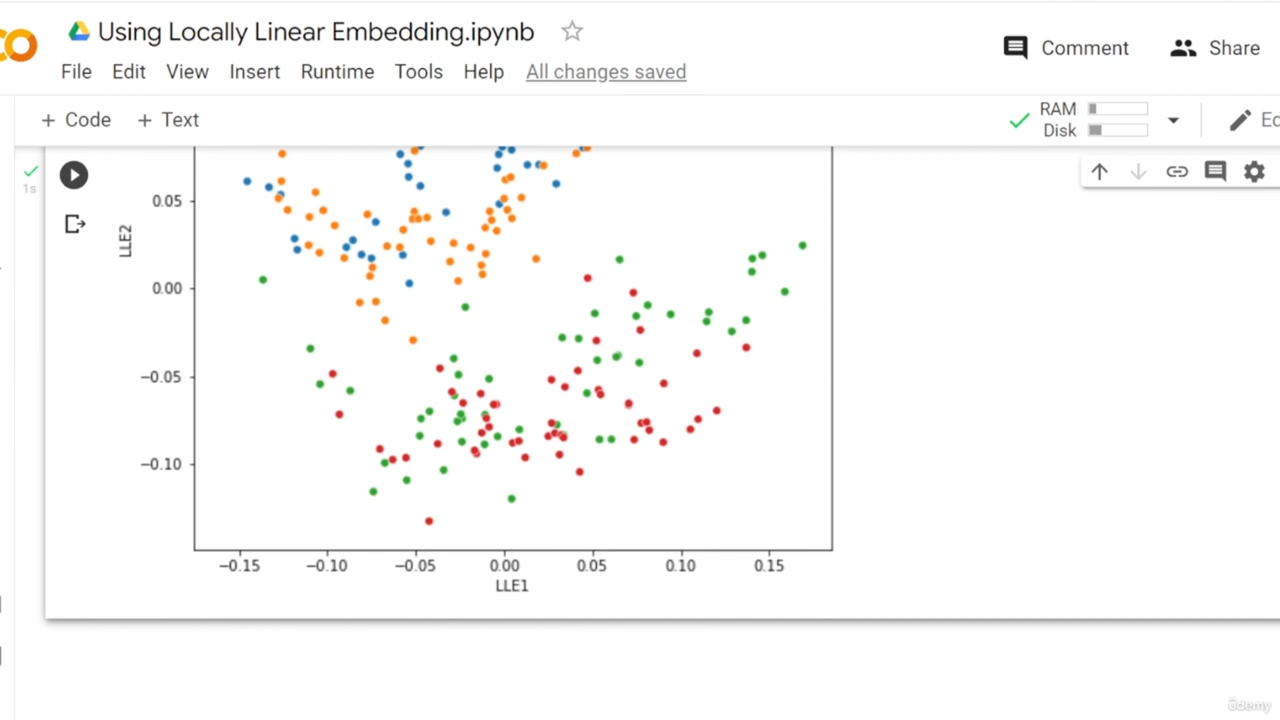 Using Locally Linear Embedding.ipynb
Comment
Share
File Edit View Insert Runtime Tools Help All changes saved
+ Code + Text
RAM
Disk
1s
0.05
0.00
−0.05
−0.10
LLE2
−0.15 −0.10 −0.05 0.00 0.05 0.10 0.15
LLE1
ûdemy